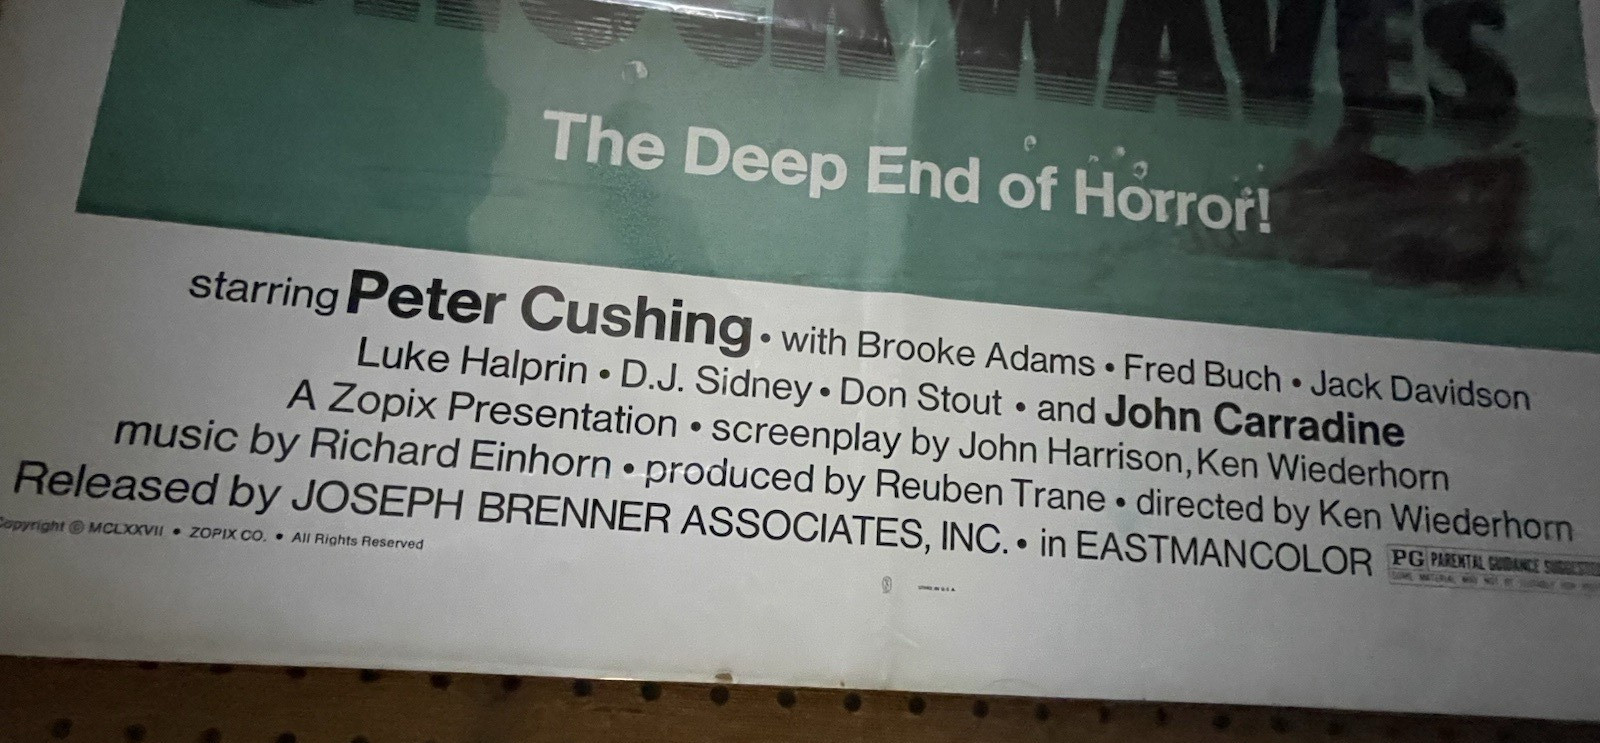 SHOCK WAVES
The Deep End of Horror!
starring Peter Cushing • with Brooke Adams • Fred Buch • Jack Davidson
Luke Halprin • D.J. Sidney • Don Stout • and John Carradine
A Zopix Presentation • screenplay by John Harrison, Ken Wiederhorn
music by Richard Einhorn • produced by Reuben Trane • directed by Ken Wiederhorn
Released by JOSEPH BRENNER ASSOCIATES, INC. • in EASTMANCOLOR
PG PARENTAL GUIDANCE SUGGESTED
Copyright © MCLXXVII • ZOPIX CO. • All Rights Reserved